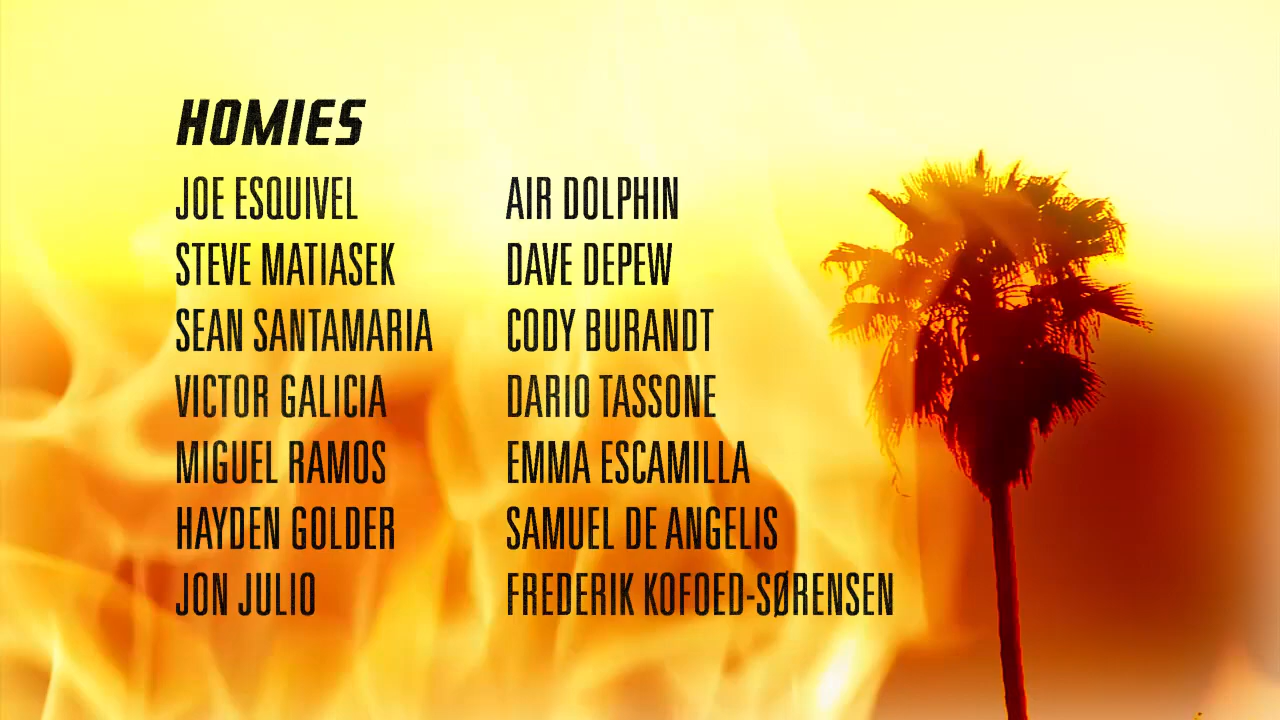 HOMIES
JOE ESQUIVEL
STEVE MATIASEK
SEAN SANTAMARIA
VICTOR GALICIA
MIGUEL RAMOS
HAYDEN GOLDER
JON JULIO
AIR DOLPHIN
DAVE DEPEW
CODY BURANDT
DARIO TASSONE
EMMA ESCAMILLA
SAMUEL DE ANGELIS
FREDERIK KOFOED-SØRENSEN